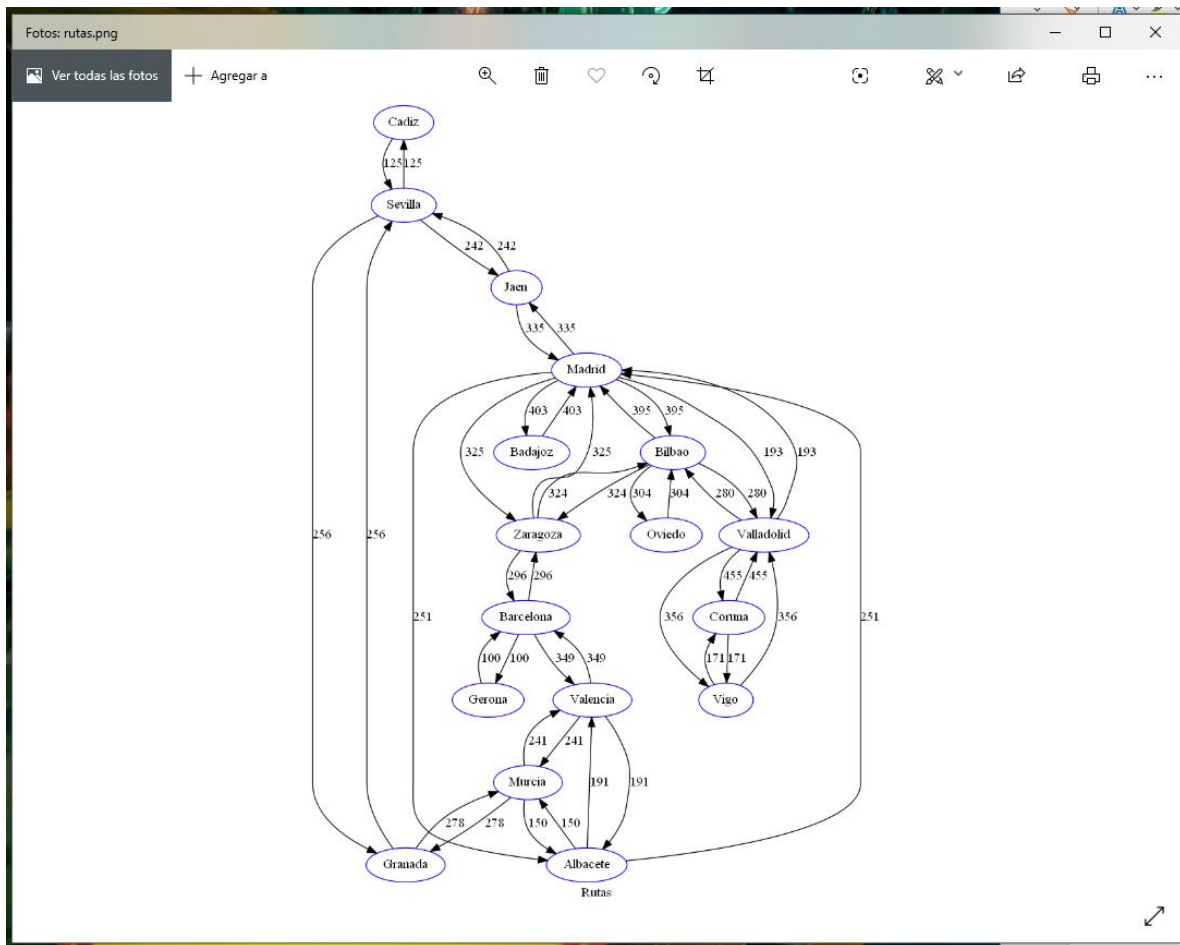 Fotos: rutas.png
Ver todas las fotos
Agregar a
Cadiz
125 125
Sevilla
242 242
Jaen
335 335
Madrid
403 403 395 395
325 Badajoz 325 Bilbao 193 193
324 324 304 304 280 280
256 256 Zaragoza Oviedo Valladolid
296 296 455 455
251 Barcelona 356 Coruna 356 251
100 100 349 349 171 171
Gerona Valencia Vigo
241 241
Murcia 191 191
278 278 150 150
Granada Albacete
Rutas